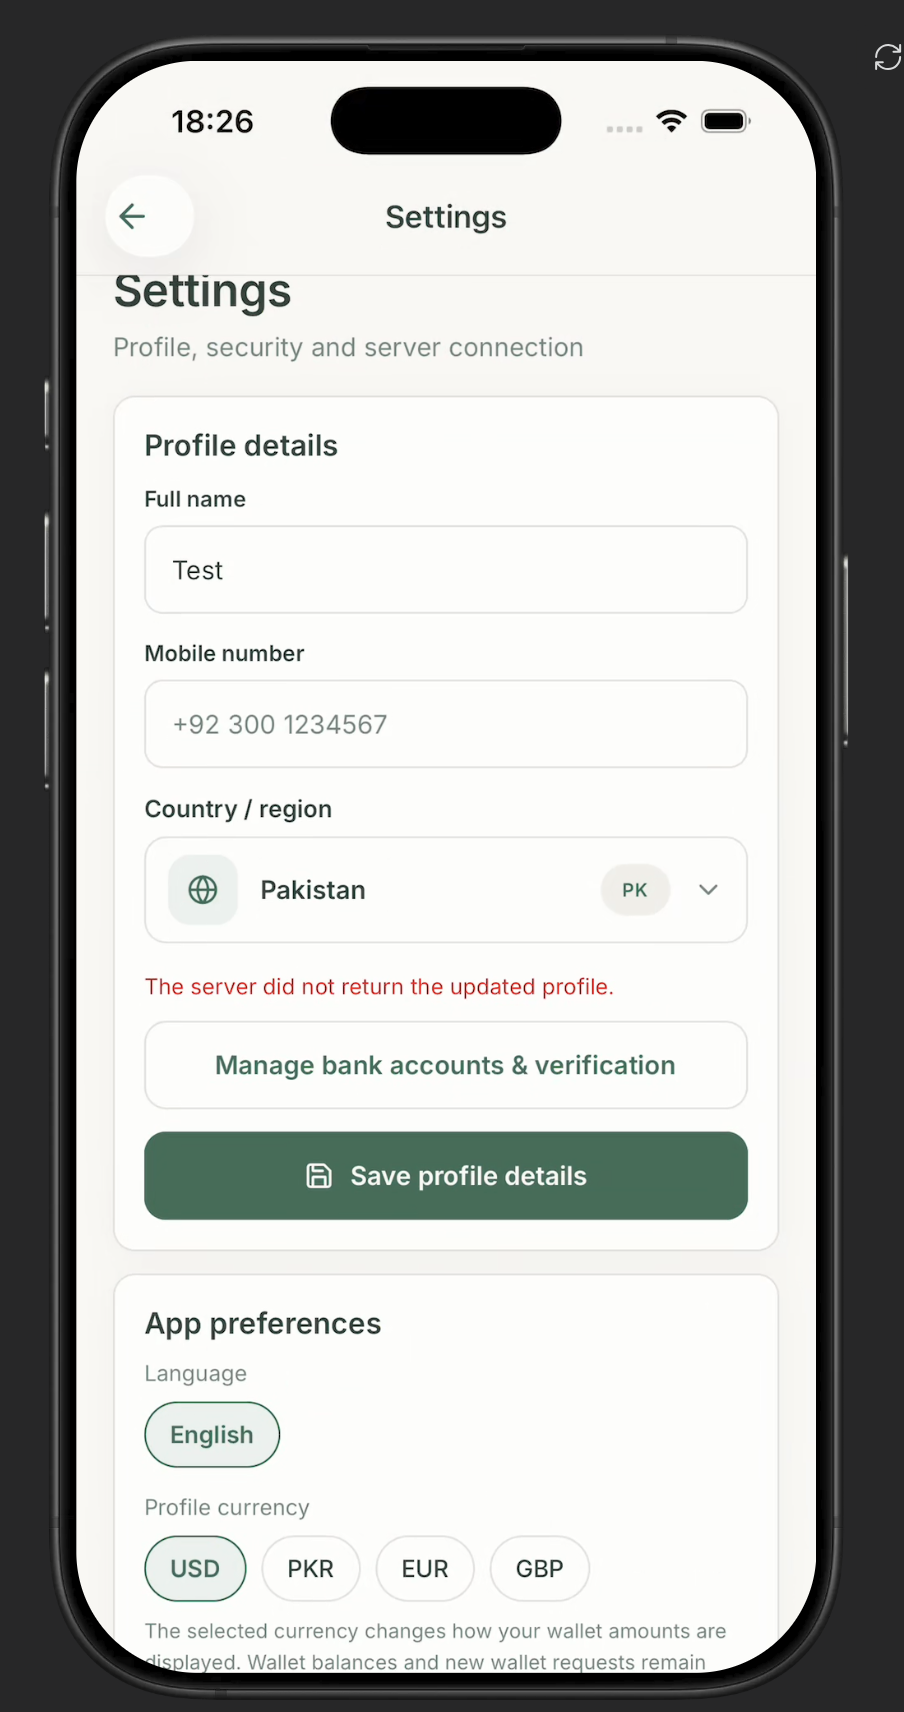 18:26
Settings
Settings
Profile, security and server connection
Profile details
Full name
Test
Mobile number
+92 300 1234567
Country / region
Pakistan
PK
The server did not return the updated profile.
Manage bank accounts & verification
Save profile details
App preferences
Language
English
Profile currency
USD
PKR
EUR
GBP
The selected currency changes how your wallet amounts are
displayed. Wallet balances and new wallet requests remain